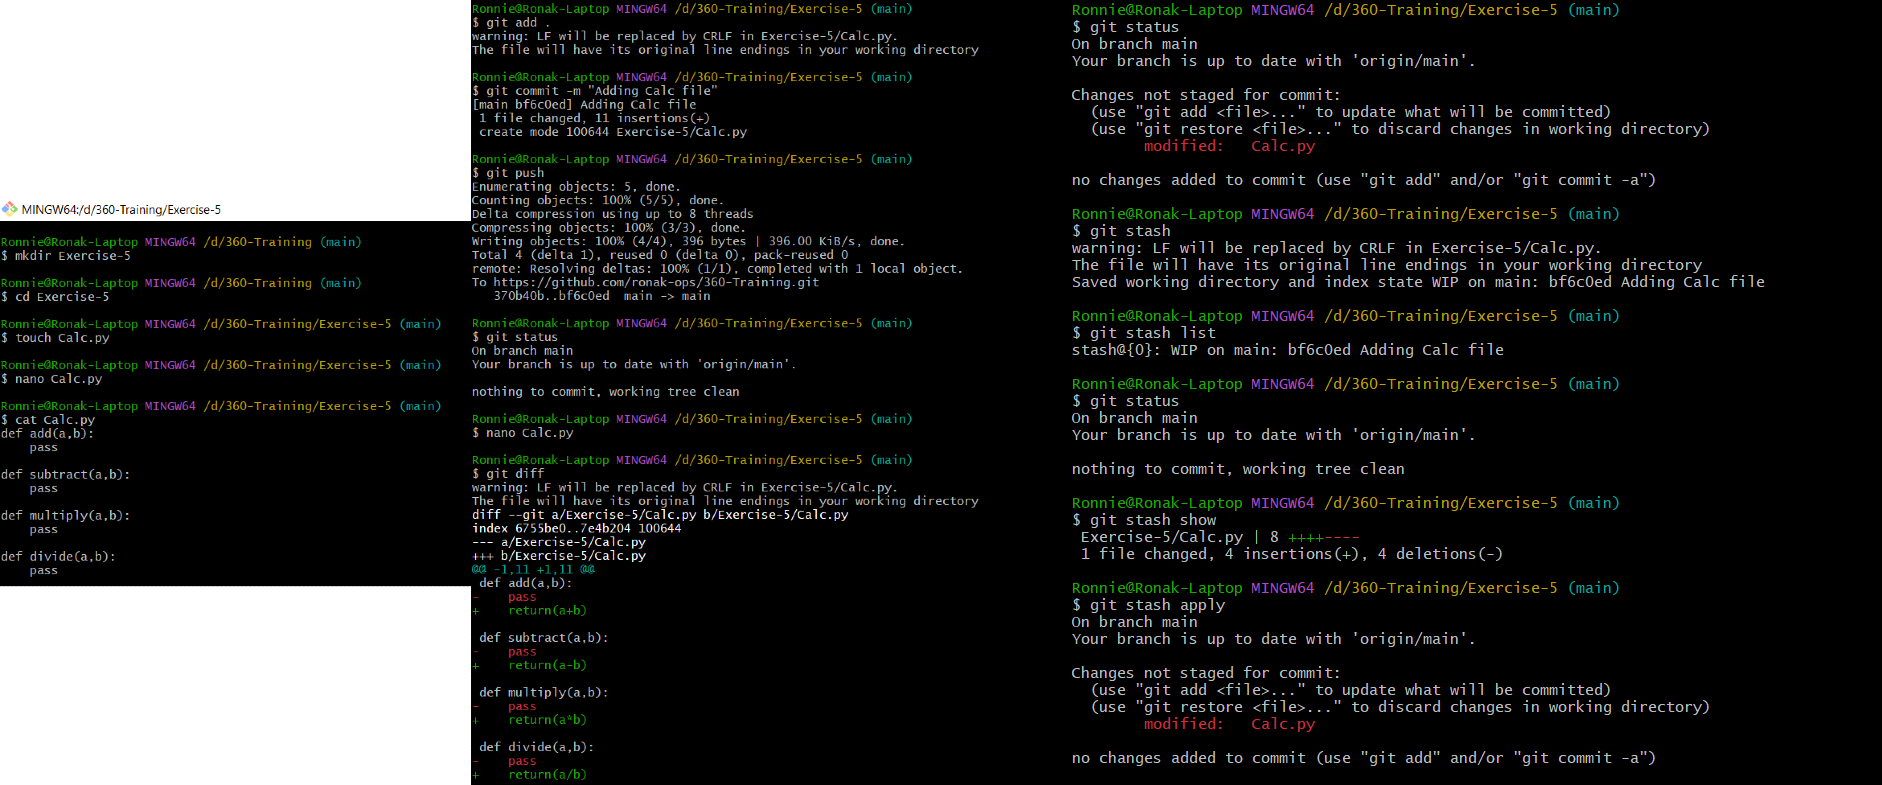 MINGW64:/d/360-Training/Exercise-5
Ronnie@Ronak-Laptop MINGW64 /d/360-Training (main)
$ mkdir Exercise-5
Ronnie@Ronak-Laptop MINGW64 /d/360-Training (main)
$ cd Exercise-5
Ronnie@Ronak-Laptop MINGW64 /d/360-Training/Exercise-5 (main)
$ touch Calc.py
Ronnie@Ronak-Laptop MINGW64 /d/360-Training/Exercise-5 (main)
$ nano Calc.py
Ronnie@Ronak-Laptop MINGW64 /d/360-Training/Exercise-5 (main)
$ cat Calc.py
def add(a,b):
    pass
def subtract(a,b):
    pass
def multiply(a,b):
    pass
def divide(a,b):
    pass
Ronnie@Ronak-Laptop MINGW64 /d/360-Training/Exercise-5 (main)
$ git add .
warning: LF will be replaced by CRLF in Exercise-5/Calc.py.
The file will have its original line endings in your working directory
Ronnie@Ronak-Laptop MINGW64 /d/360-Training/Exercise-5 (main)
$ git commit -m "Adding Calc file"
[main bf6c0ed] Adding Calc file
 1 file changed, 11 insertions(+)
 create mode 100644 Exercise-5/Calc.py
Ronnie@Ronak-Laptop MINGW64 /d/360-Training/Exercise-5 (main)
$ git push
Enumerating objects: 5, done.
Counting objects: 100% (5/5), done.
Delta compression using up to 8 threads
Compressing objects: 100% (3/3), done.
Writing objects: 100% (4/4), 396 bytes | 396.00 KiB/s, done.
Total 4 (delta 1), reused 0 (delta 0), pack-reused 0
remote: Resolving deltas: 100% (1/1), completed with 1 local object.
To https://github.com/ronak-ops/360-Training.git
   370b40b..bf6c0ed  main -> main
Ronnie@Ronak-Laptop MINGW64 /d/360-Training/Exercise-5 (main)
$ git status
On branch main
Your branch is up to date with 'origin/main'.
nothing to commit, working tree clean
Ronnie@Ronak-Laptop MINGW64 /d/360-Training/Exercise-5 (main)
$ nano Calc.py
Ronnie@Ronak-Laptop MINGW64 /d/360-Training/Exercise-5 (main)
$ git diff
warning: LF will be replaced by CRLF in Exercise-5/Calc.py.
The file will have its original line endings in your working directory
diff --git a/Exercise-5/Calc.py b/Exercise-5/Calc.py
index 6755be0..7e4b204 100644
--- a/Exercise-5/Calc.py
+++ b/Exercise-5/Calc.py
@@ -1,11 +1,11 @@
 def add(a,b):
-    pass
+    return(a+b)
 def subtract(a,b):
-    pass
+    return(a-b)
 def multiply(a,b):
-    pass
+    return(a*b)
 def divide(a,b):
-    pass
+    return(a/b)
Ronnie@Ronak-Laptop MINGW64 /d/360-Training/Exercise-5 (main)
$ git status
On branch main
Your branch is up to date with 'origin/main'.
Changes not staged for commit:
  (use "git add <file>..." to update what will be committed)
  (use "git restore <file>..." to discard changes in working directory)
        modified:   Calc.py
no changes added to commit (use "git add" and/or "git commit -a")
Ronnie@Ronak-Laptop MINGW64 /d/360-Training/Exercise-5 (main)
$ git stash
warning: LF will be replaced by CRLF in Exercise-5/Calc.py.
The file will have its original line endings in your working directory
Saved working directory and index state WIP on main: bf6c0ed Adding Calc file
Ronnie@Ronak-Laptop MINGW64 /d/360-Training/Exercise-5 (main)
$ git stash list
stash@{0}: WIP on main: bf6c0ed Adding Calc file
Ronnie@Ronak-Laptop MINGW64 /d/360-Training/Exercise-5 (main)
$ git status
On branch main
Your branch is up to date with 'origin/main'.
nothing to commit, working tree clean
Ronnie@Ronak-Laptop MINGW64 /d/360-Training/Exercise-5 (main)
$ git stash show
 Exercise-5/Calc.py | 8 ++++----
 1 file changed, 4 insertions(+), 4 deletions(-)
Ronnie@Ronak-Laptop MINGW64 /d/360-Training/Exercise-5 (main)
$ git stash apply
On branch main
Your branch is up to date with 'origin/main'.
Changes not staged for commit:
  (use "git add <file>..." to update what will be committed)
  (use "git restore <file>..." to discard changes in working directory)
        modified:   Calc.py
no changes added to commit (use "git add" and/or "git commit -a")